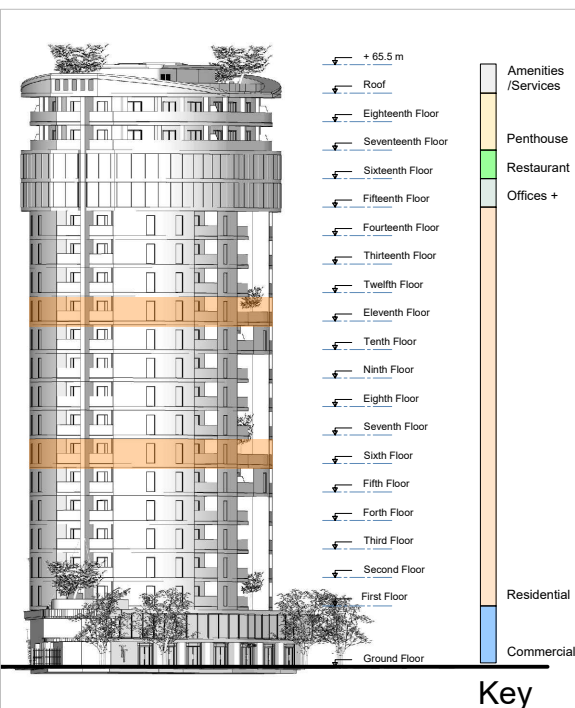 + 65.5 m
Roof
Eighteenth Floor
Seventeenth Floor
Sixteenth Floor
Fifteenth Floor
Fourteenth Floor
Thirteenth Floor
Twelfth Floor
Eleventh Floor
Tenth Floor
Ninth Floor
Eighth Floor
Seventh Floor
Sixth Floor
Fifth Floor
Forth Floor
Third Floor
Second Floor
First Floor
Ground Floor
Amenities
/Services
Penthouse
Restaurant
Offices +
Residential
Commercial
Key